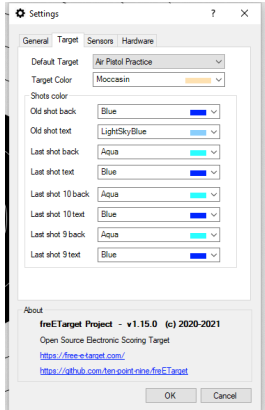 Settings ? ×
General Target Sensors Hardware
Default Target Air Pistol Practice
Target Color Moccasin
Shots color
Old shot back Blue
Old shot text LightSkyBlue
Last shot back Aqua
Last shot text Blue
Last shot 10 back Aqua
Last shot 10 text Blue
Last shot 9 back Aqua
Last shot 9 text Blue
About
freETarget Project - v1.15.0 (c) 2020-2021
Open Source Electronic Scoring Target
https://free-e-target.com/
https://github.com/ten-point-nine/freETarget
OK Cancel